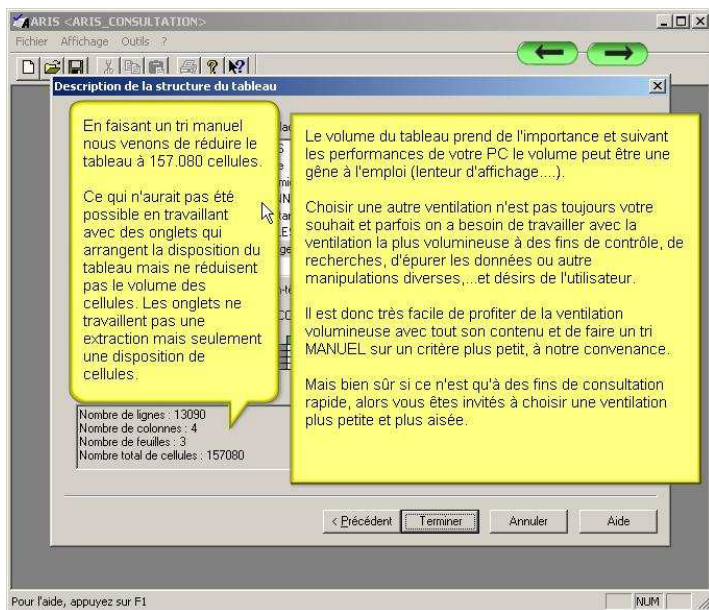 ARIS <ARIS_CONSULTATION>
Fichier Affichage Outils ?
Description de la structure du tableau
En faisant un tri manuel
nous venons de réduire le
tableau à 157.080 cellules.
Ce qui n'aurait pas été
possible en travaillant
avec des onglets qui
arrangent la disposition du
tableau mais ne réduisent
pas le volume des
cellules. Les onglets ne
travaillent pas une
extraction mais seulement
une disposition de
cellules.
Le volume du tableau prend de l'importance et suivant
les performances de votre PC le volume peut être une
gêne à l'emploi (lenteur d'affichage....).
Choisir une autre ventilation n'est pas toujours votre
souhait et parfois on a besoin de travailler avec la
ventilation la plus volumineuse à des fins de contrôle, de
recherches, d'épurer les données ou autre
manipulations diverses,...et désirs de l'utilisateur.
Il est donc très facile de profiter de la ventilation
volumineuse avec tout son contenu et de faire un tri
MANUEL sur un critère plus petit, à notre convenance.
Mais bien sûr si ce n'est qu'à des fins de consultation
rapide, alors vous êtes invités à choisir une ventilation
plus petite et plus aisée.
Nombre de lignes : 13090
Nombre de colonnes : 4
Nombre de feuilles : 3
Nombre total de cellules : 157080
< Précédent Terminer Annuler Aide
Pour l'aide, appuyez sur F1 NUM